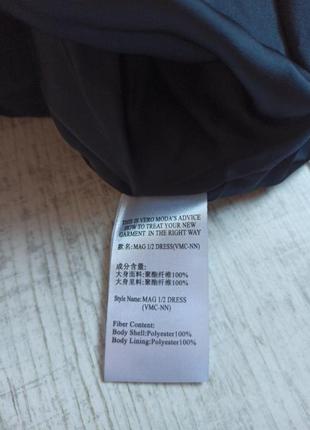 THIS IS VERO MODA'S ADVICE
HOW TO TREAT YOUR NEW
GARMENT IN THE RIGHT WAY
款名:MAG 1/2 DRESS(VMC-NN)
成分含量:
大身面料:聚酯纤维100%
大身里料:聚酯纤维100%
Style Name:MAG 1/2 DRESS
(VMC-NN)
Fiber Content:
Body Shell:Polyester100%
Body Lining:Polyester100%